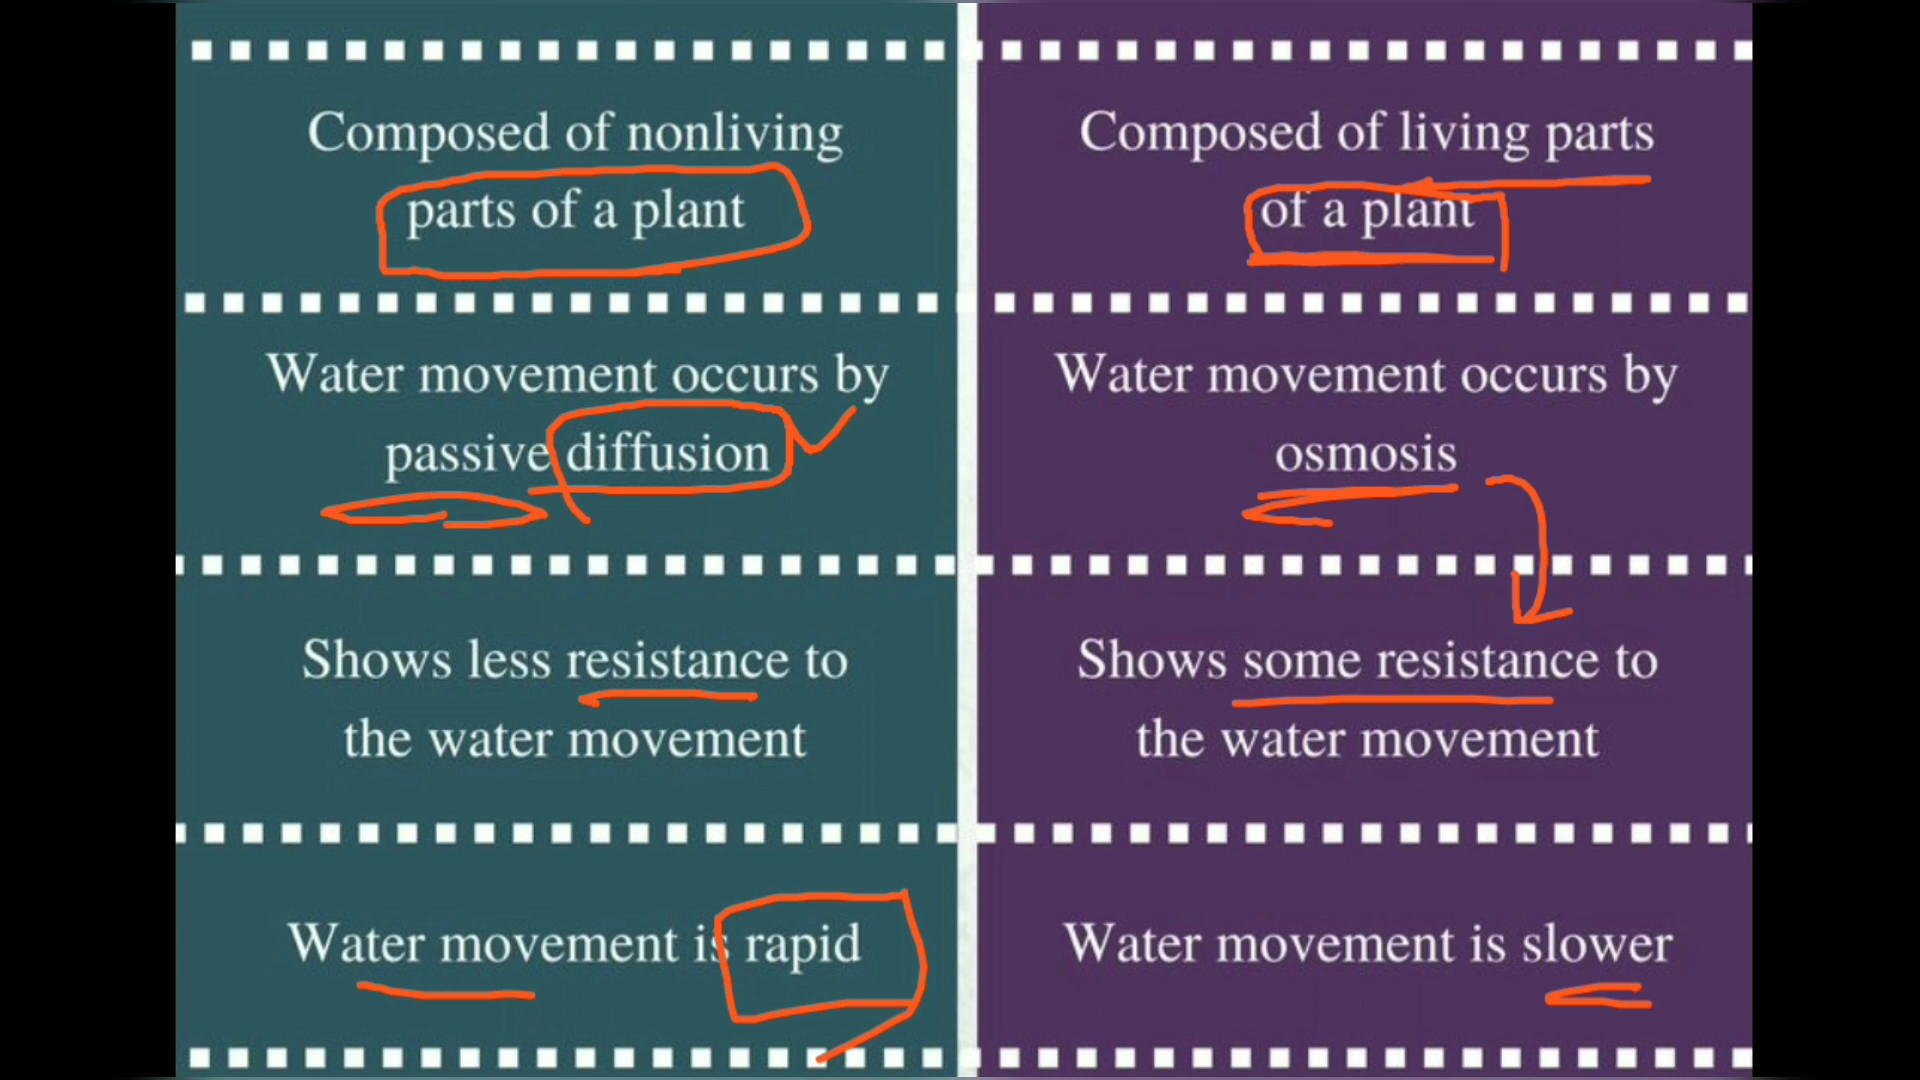 Composed of nonliving
parts of a plant
Composed of living parts
of a plant
Water movement occurs by
passive diffusion
Water movement occurs by
osmosis
Shows less resistance to
the water movement
Shows some resistance to
the water movement
Water movement is rapid
Water movement is slower